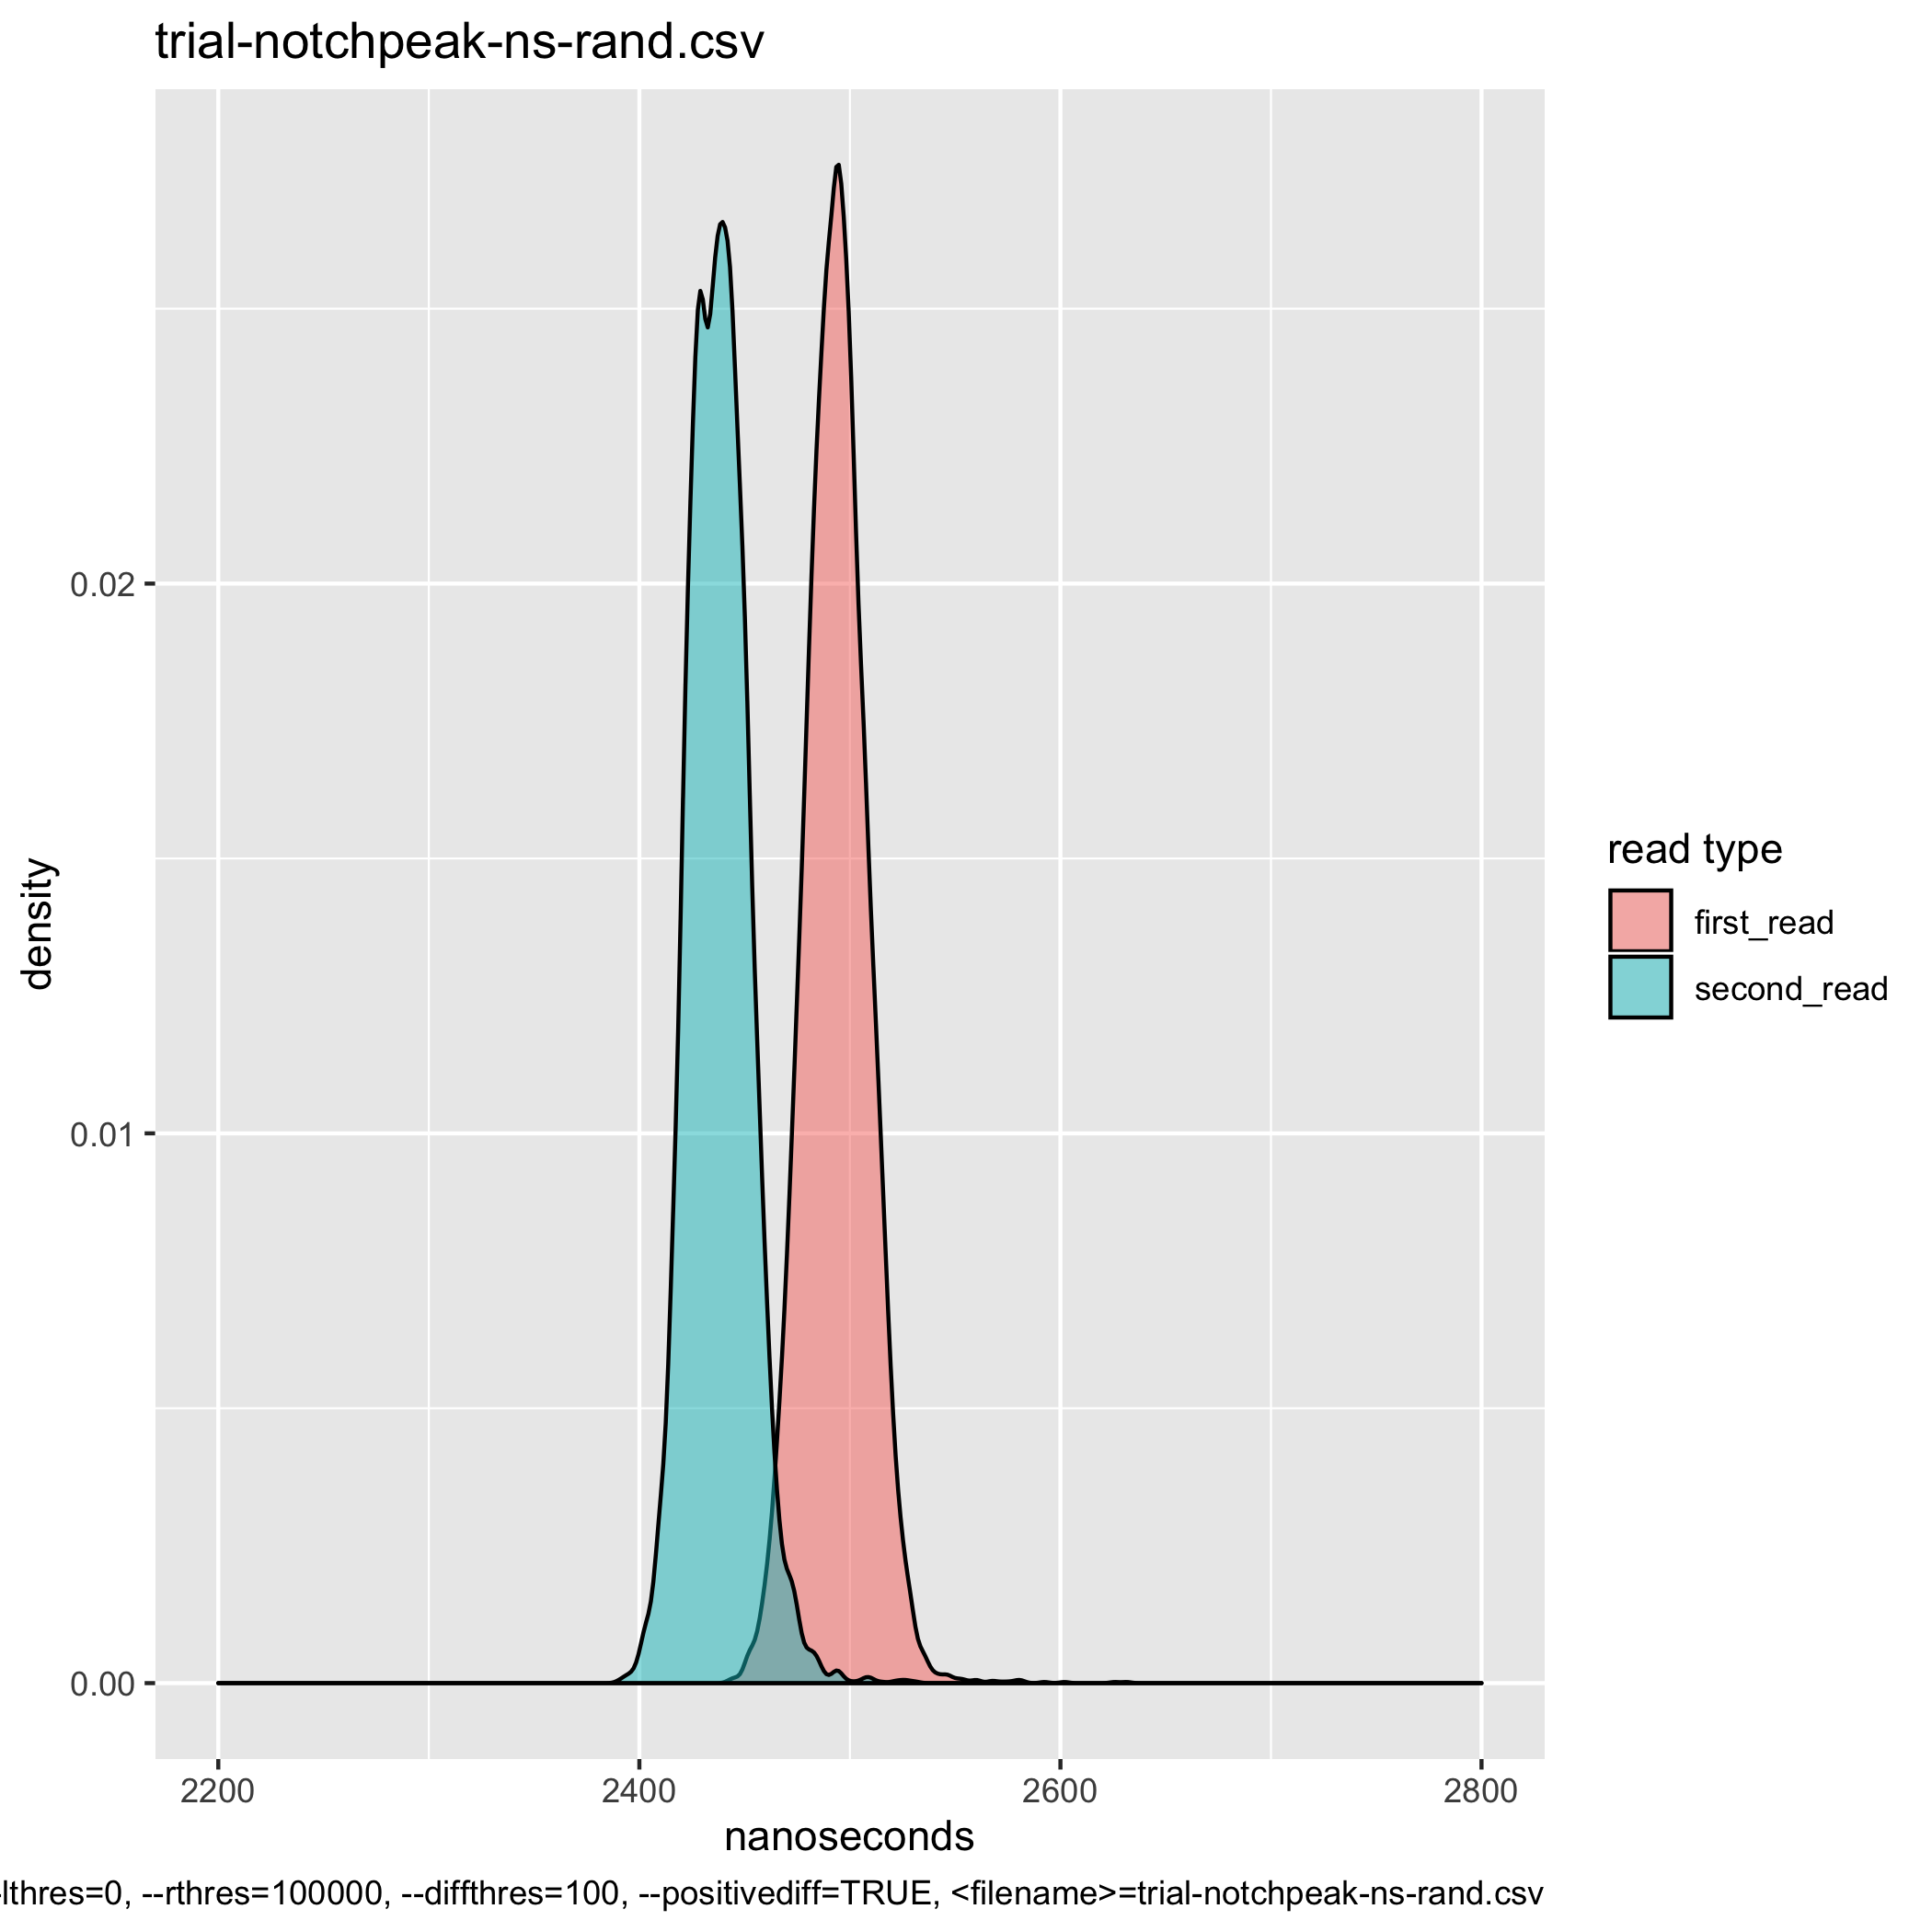 trial-notchpeak-ns-rand.csv
density
0.02
0.01
0.00
2200 2400 2600 2800
nanoseconds
read type
first_read
second_read
lthres=0, --rthres=100000, --diffthres=100, --positivediff=TRUE, <filename>=trial-notchpeak-ns-rand.csv